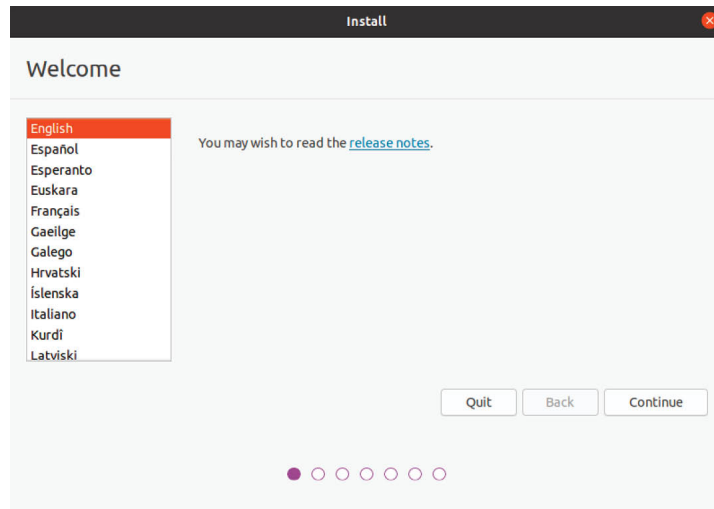 Install
Welcome
English
Español
Esperanto
Euskara
Français
Gaeilge
Galego
Hrvatski
Íslenska
Italiano
Kurdî
Latviski
You may wish to read the release notes.
Quit
Back
Continue